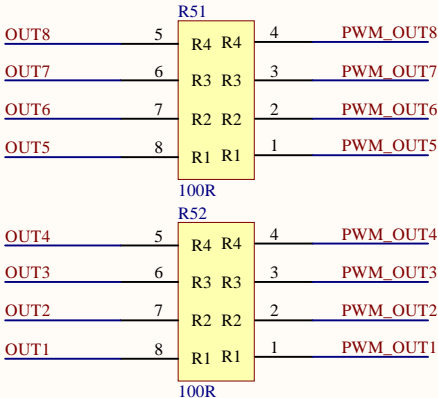 R51
OUT8 5 R4 R4 4 PWM_OUT8
OUT7 6 R3 R3 3 PWM_OUT7
OUT6 7 R2 R2 2 PWM_OUT6
OUT5 8 R1 R1 1 PWM_OUT5
100R
R52
OUT4 5 R4 R4 4 PWM_OUT4
OUT3 6 R3 R3 3 PWM_OUT3
OUT2 7 R2 R2 2 PWM_OUT2
OUT1 8 R1 R1 1 PWM_OUT1
100R